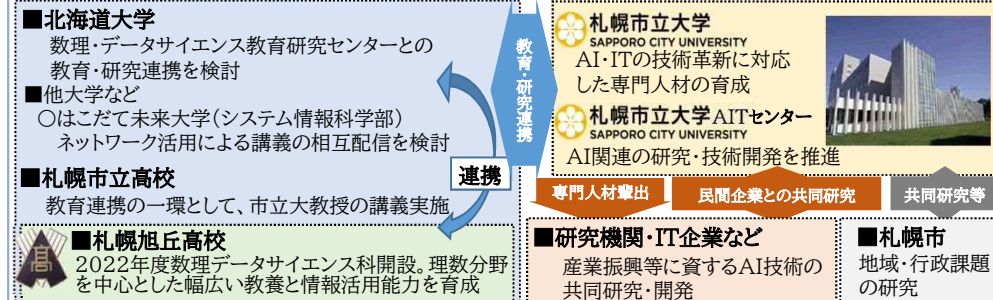 ■北海道大学
数理・データサイエンス教育研究センターとの
教育・研究連携を検討
■他大学など
○はこだて未来大学(システム情報科学部)
ネットワーク活用による講義の相互配信を検討
■札幌市立高校
教育連携の一環として、市立大教授の講義実施
高
■札幌旭丘高校
2022年度数理データサイエンス科開設。理数分野
を中心とした幅広い教養と情報活用能力を育成
連携
教育・研究連携
札幌市立大学
SAPPORO CITY UNIVERSITY
AI・ITの技術革新に対応
した専門人材の育成
札幌市立大学AITセンター
SAPPORO CITY UNIVERSITY
AI関連の研究・技術開発を推進
専門人材輩出
民間企業との共同研究
共同研究等
■研究機関・IT企業など
産業振興等に資するAI技術の
共同研究・開発
■札幌市
地域・行政課題
の研究